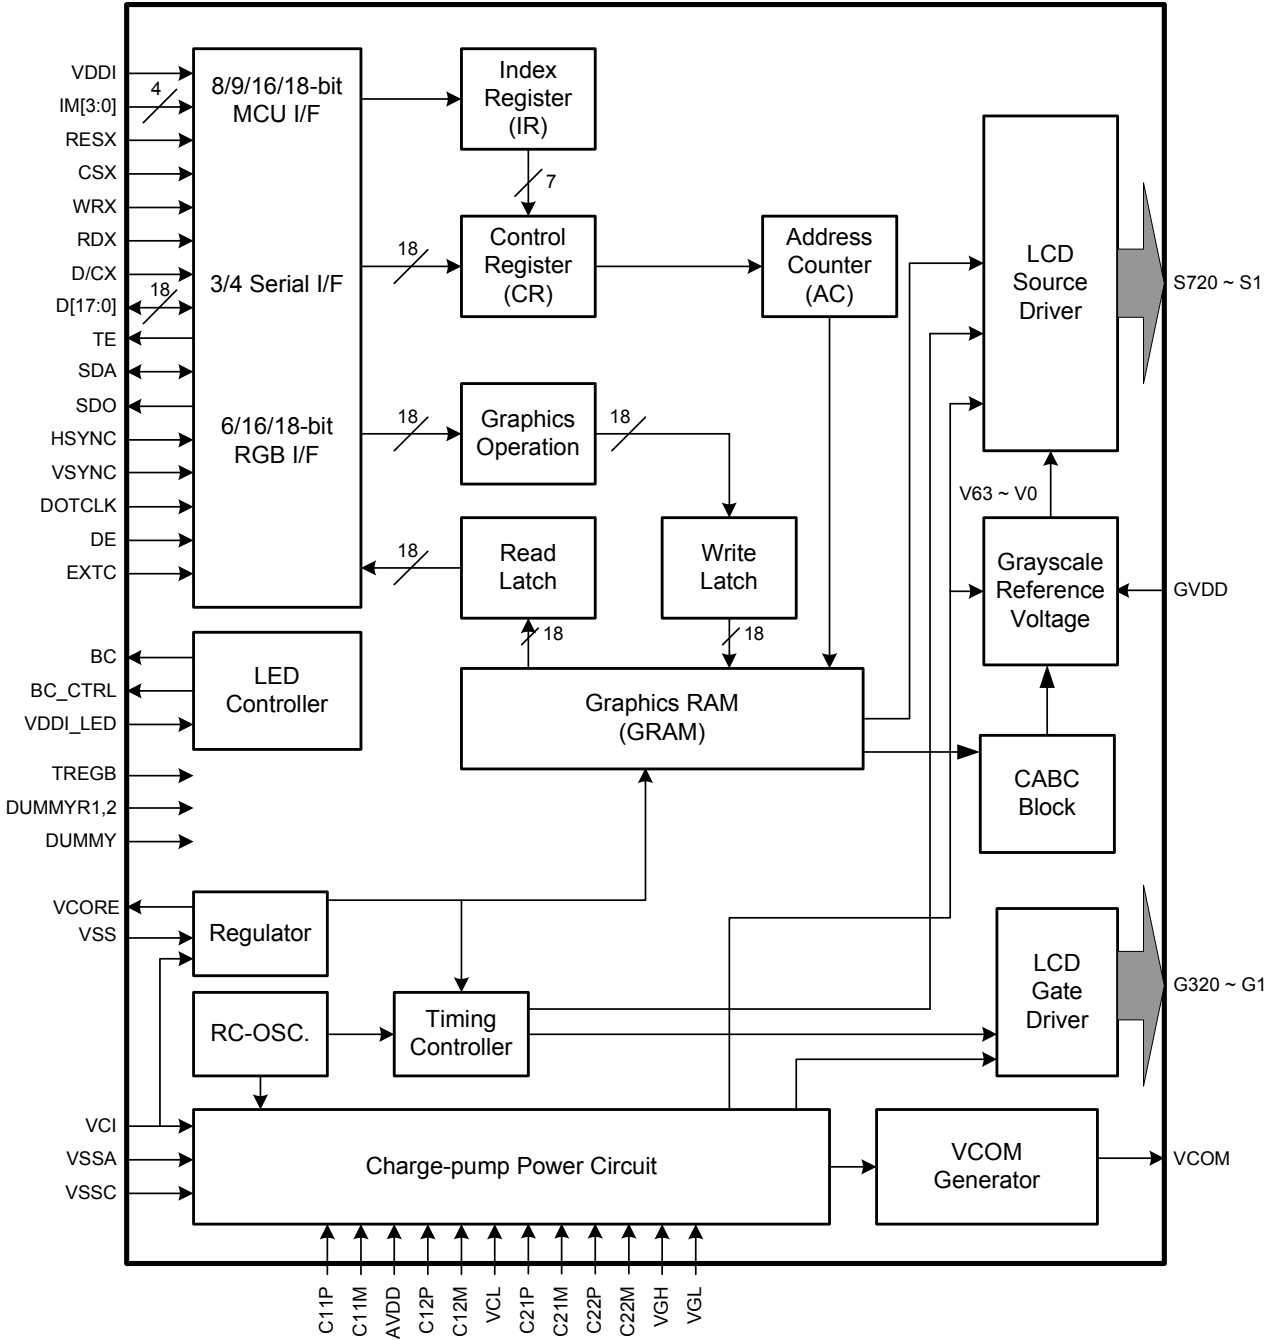 VDDI
4
IM[3:0]
RESX
CSX
WRX
RDX
D/CX
18
D[17:0]
TE
SDA
SDO
HSYNC
VSYNC
DOTCLK
DE
EXTC
BC
BC_CTRL
VDDI_LED
TREGB
DUMMYR1,2
DUMMY
VCORE
VSS
VCI
VSSA
VSSC
8/9/16/18-bit
MCU I/F
3/4 Serial I/F
6/16/18-bit
RGB I/F
Index
Register
(IR)
7
18
Control
Register
(CR)
Address
Counter
(AC)
18
Graphics
Operation
18
18
Read
Latch
Write
Latch
18
18
Graphics RAM
(GRAM)
LED
Controller
LCD
Source
Driver
S720 ~ S1
V63 ~ V0
Grayscale
Reference
Voltage
GVDD
CABC
Block
Regulator
RC-OSC.
Timing
Controller
LCD
Gate
Driver
G320 ~ G1
Charge-pump Power Circuit
VCOM
Generator
VCOM
C11P
C11M
AVDD
C12P
C12M
VCL
C21P
C21M
C22P
C22M
VGH
VGL